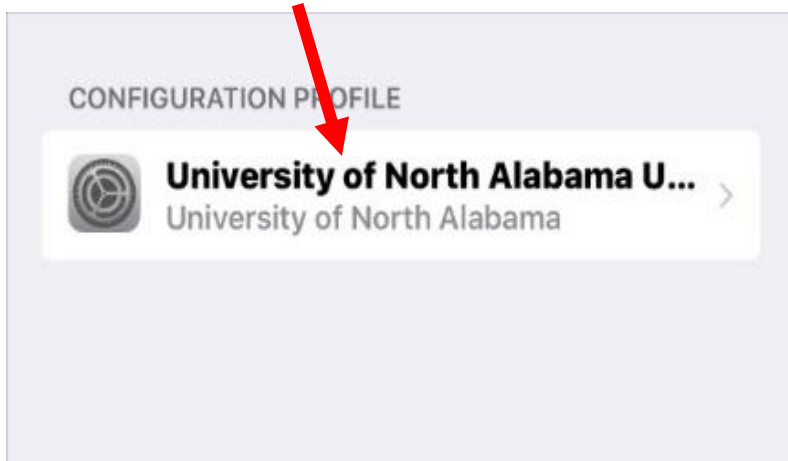 CONFIGURATION PROFILE
University of North Alabama U...
University of North Alabama